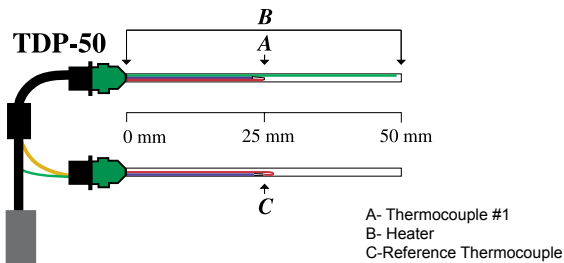 B
TDP-50
A
0 mm 25 mm 50 mm
C
A- Thermocouple #1
B- Heater
C-Reference Thermocouple